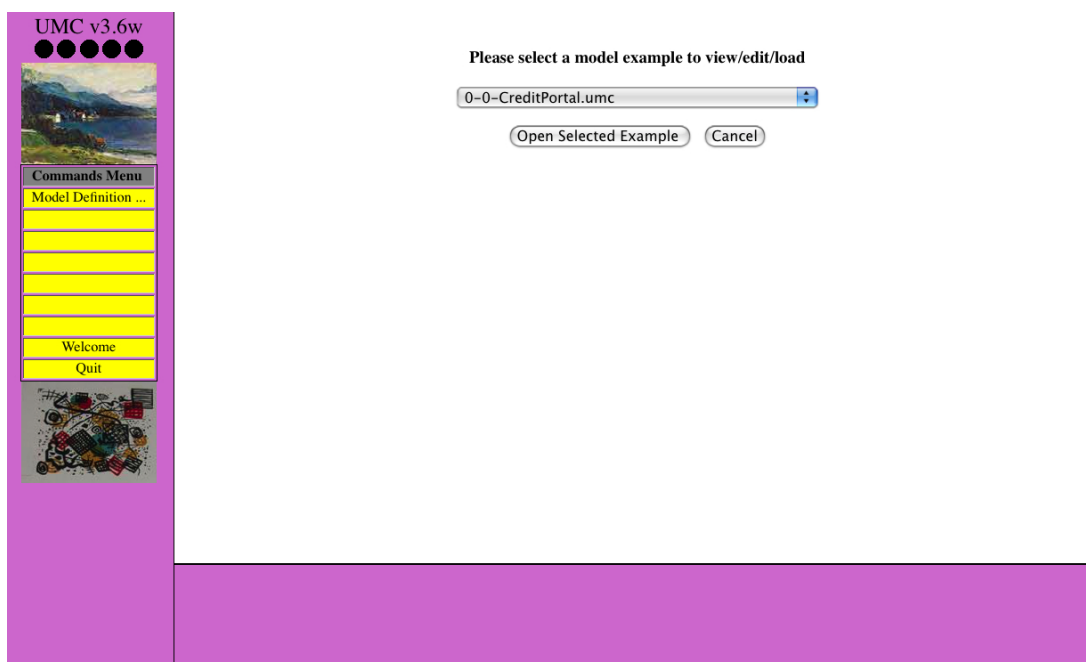 UMC v3.6w
Commands Menu
Model Definition ...
Welcome
Quit
Please select a model example to view/edit/load
0-0-CreditPortal.umc
Open Selected Example
Cancel